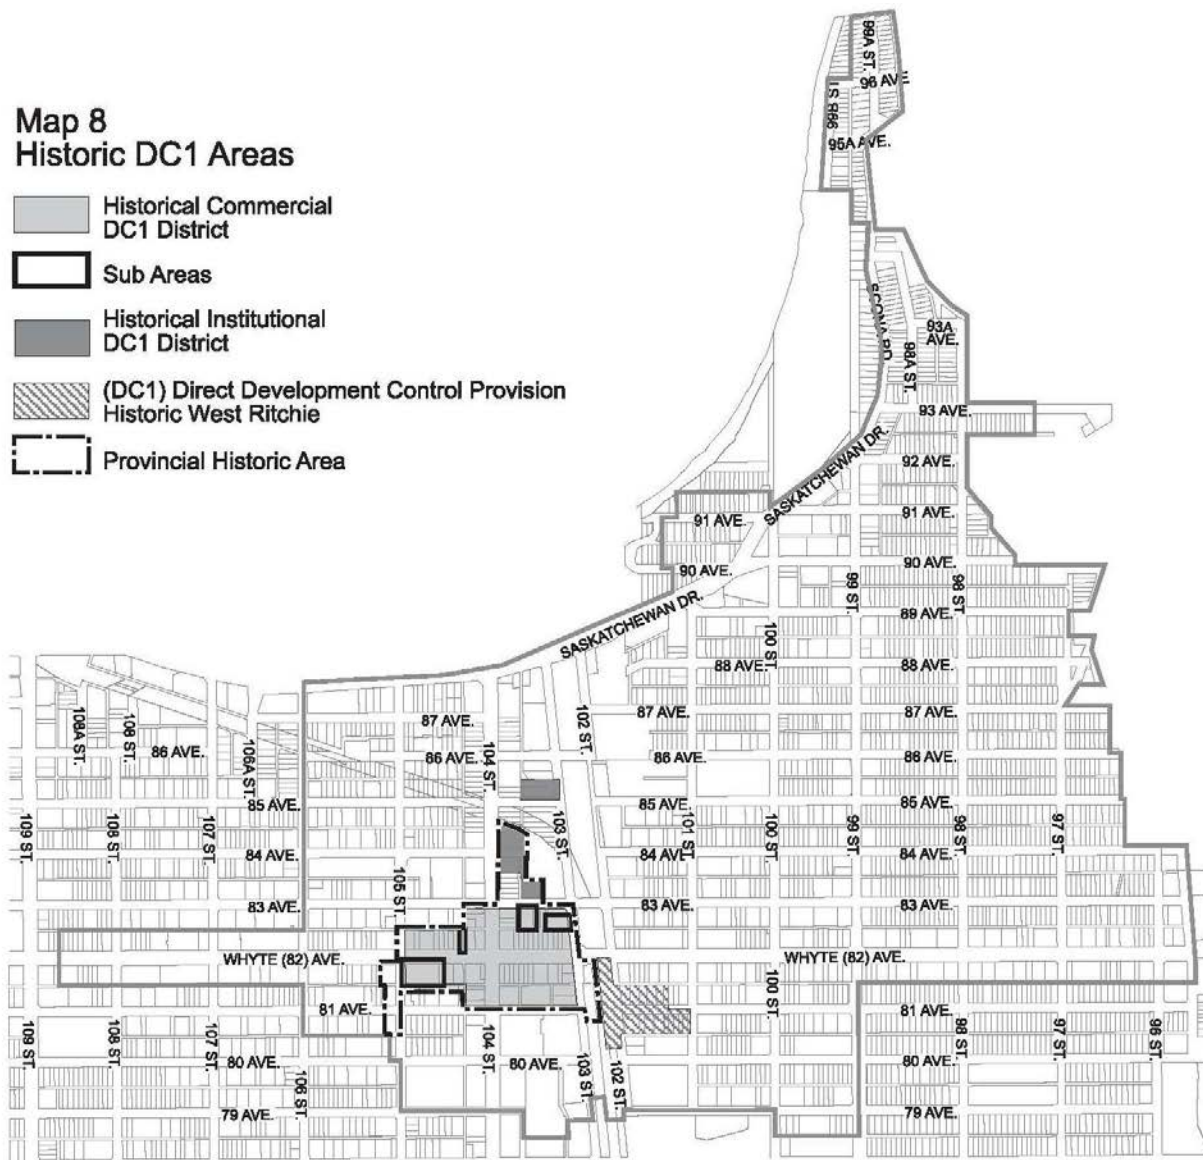 Map 8
Historic DC1 Areas
Historical Commercial
DC1 District
Sub Areas
Historical Institutional
DC1 District
(DC1) Direct Development Control Provision
Historic West Ritchie
Provincial Historic Area
99A ST.
96 AVE
99B ST
95A AVE.
SCONA RD
93A
AVE.
98A ST.
93 AVE.
SASKATCHEWAN DR.
92 AVE.
91 AVE.
91 AVE.
90 AVE.
90 AVE.
99 ST.
98 ST.
SASKATCHEWAN DR.
89 AVE.
100 ST.
88 AVE.
88 AVE.
108A ST.
108 ST.
86 AVE.
106A ST.
87 AVE.
86 AVE.
104 ST.
102 ST.
87 AVE.
86 AVE.
87 AVE.
86 AVE.
85 AVE.
85 AVE.
85 AVE.
109 ST.
108 ST.
107 ST.
84 AVE.
103 ST.
84 AVE.
101 ST.
100 ST.
99 ST.
84 AVE.
98 ST.
97 ST.
105 ST.
83 AVE.
83 AVE.
83 AVE.
WHYTE (82) AVE.
WHYTE (82) AVE.
81 AVE.
100 ST.
81 AVE.
109 ST.
108 ST.
107 ST.
80 AVE.
106 ST.
104 ST.
80 AVE.
103 ST.
102 ST.
98 ST.
80 AVE.
97 ST.
96 ST.
79 AVE.
79 AVE.